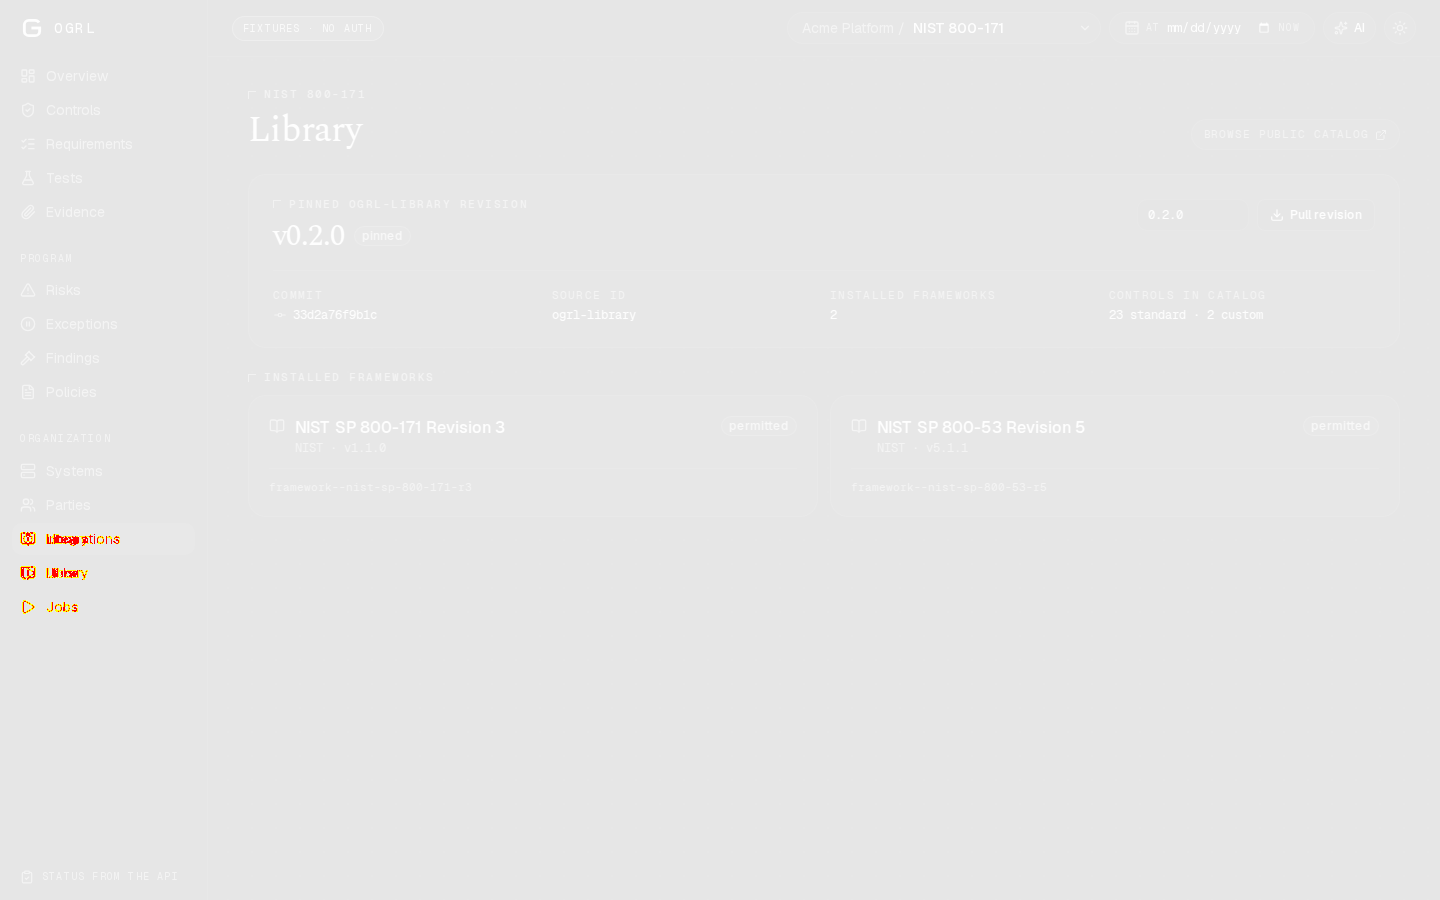 OGRL
FIXTURES NO AUTH
Acme Platform / NIST 800-171
AT mm/dd/yyyy NOW
AI
Overview
Controls
Requirements
Tests
Evidence
PROGRAM
Risks
Exceptions
Findings
Policies
ORGANIZATION
Systems
Parties
Jobs
STATUS FROM THE API
NIST 800-171
Library
BROWSE PUBLIC CATALOG
PINNED OGRL-LIBRARY REVISION
v0.2.0 pinned
0.2.0
Pull revision
COMMIT
33d2a76f9b1c
SOURCE ID
ogrl-library
INSTALLED FRAMEWORKS
2
CONTROLS IN CATALOG
23 standard · 2 custom
INSTALLED FRAMEWORKS
NIST SP 800-171 Revision 3
permitted
NIST · v1.1.0
framework--nist-sp-800-171-r3
NIST SP 800-53 Revision 5
permitted
NIST · v5.1.1
framework--nist-sp-800-53-r5